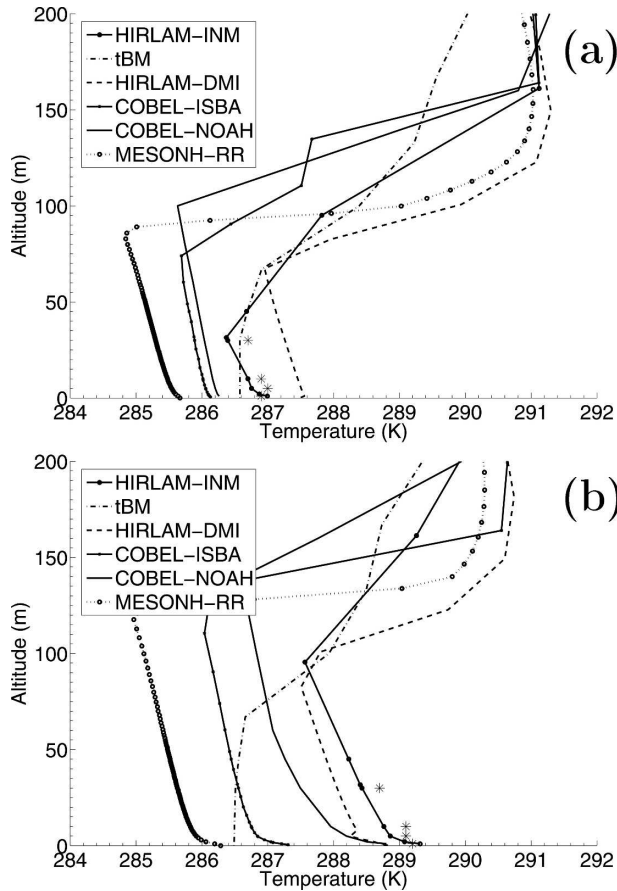 200
150
100
50
0
Altitude (m)
HIRLAM−INM
tBM
HIRLAM−DMI
COBEL−ISBA
COBEL−NOAH
MESONH−RR
(a)
284 285 286 287 288 289 290 291 292
Temperature (K)
200
150
100
50
0
Altitude (m)
HIRLAM−INM
tBM
HIRLAM−DMI
COBEL−ISBA
COBEL−NOAH
MESONH−RR
(b)
284 285 286 287 288 289 290 291 292
Temperature (K)